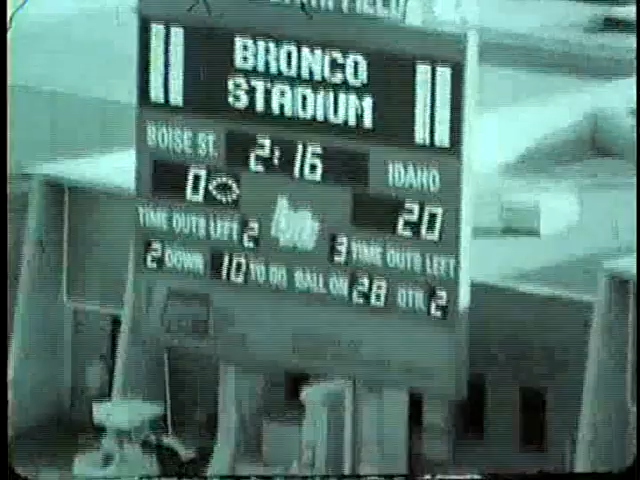 FIELD
BRONCO
STADIUM
BOISE ST. 2:16 IDAHO
0 20
TIME OUTS LEFT 2 3 TIME OUTS LEFT
2 DOWN 10 TO GO BALL ON 28 QTR 2